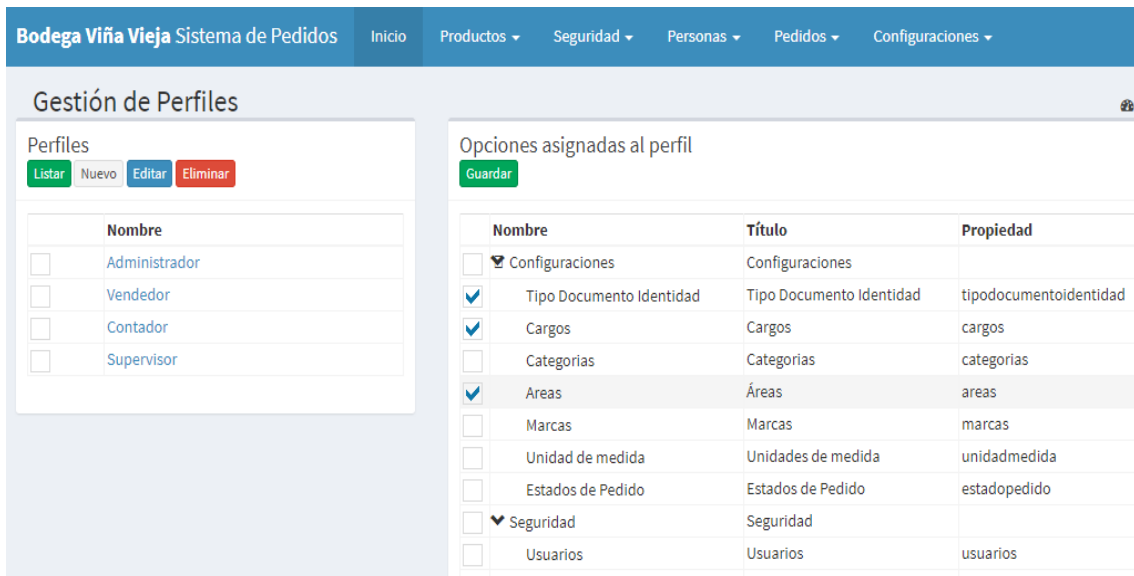 Bodega Viña Vieja Sistema de Pedidos Inicio Productos Seguridad Personas Pedidos Configuraciones
Gestión de Perfiles
Perfiles
Listar Nuevo Editar Eliminar
Nombre
Administrador
Vendedor
Contador
Supervisor
Opciones asignadas al perfil
Guardar
Nombre Título Propiedad
Configuraciones Configuraciones
Tipo Documento Identidad Tipo Documento Identidad tipodocumentoidentidad
Cargos Cargos cargos
Categorias Categorias categorias
Areas Áreas areas
Marcas Marcas marcas
Unidad de medida Unidades de medida unidadmedida
Estados de Pedido Estados de Pedido estadopedido
Seguridad Seguridad
Usuarios Usuarios usuarios